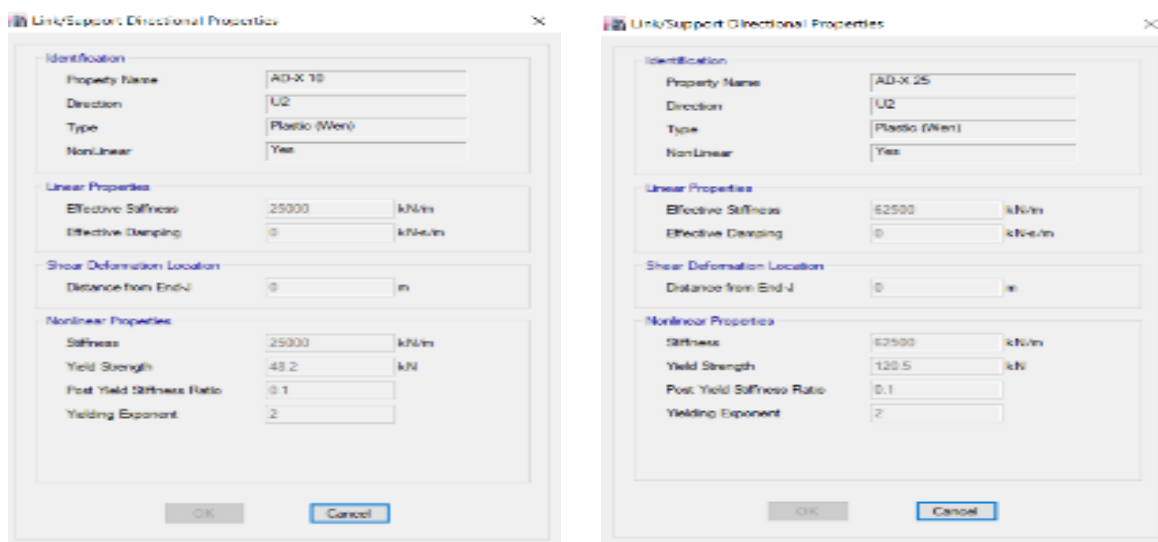 Link/Support Directional Properties
Identification
Property Name AD-X 10
Direction U2
Type Plastic (Wen)
NonLinear Yes
Linear Properties
Effective Stiffness 25000 kN/m
Effective Damping 0 kN-s/m
Shear Deformation Location
Distance from End-J 0 m
Nonlinear Properties
Stiffness 25000 kN/m
Yield Strength 48.2 kN
Post Yield Stiffness Ratio 0.1
Yielding Exponent 2
OK Cancel
Link/Support Directional Properties
Identification
Property Name AD-X 25
Direction U2
Type Plastic (Wen)
NonLinear Yes
Linear Properties
Effective Stiffness 62500 kN/m
Effective Damping 0 kN-s/m
Shear Deformation Location
Distance from End-J 0 m
Nonlinear Properties
Stiffness 62500 kN/m
Yield Strength 120.5 kN
Post Yield Stiffness Ratio 0.1
Yielding Exponent 2
OK Cancel